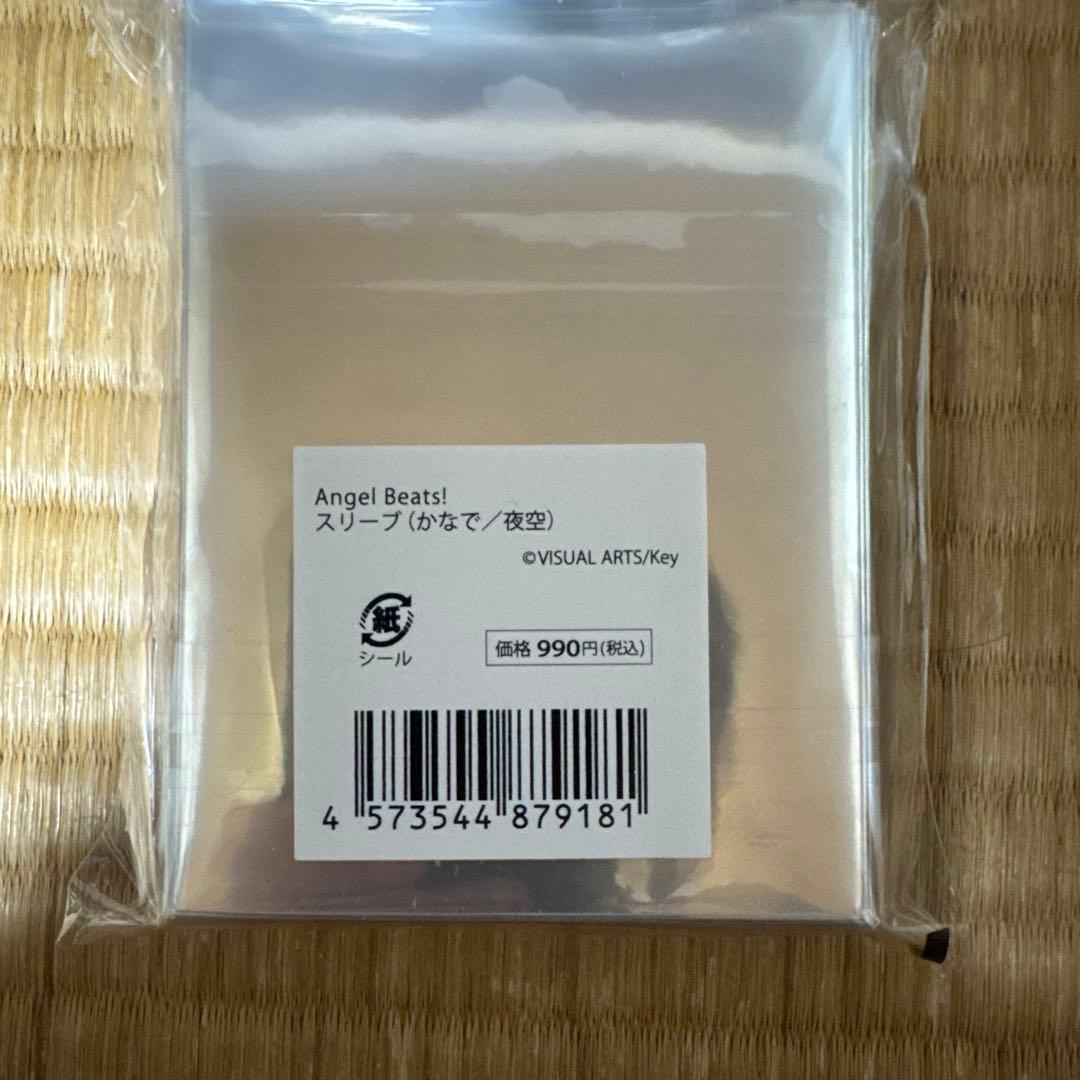 Angel Beats!
スリーブ（かなで／夜空）
©VISUAL ARTS/Key
紙
シール
価格 990円(税込)
4 573544 879181